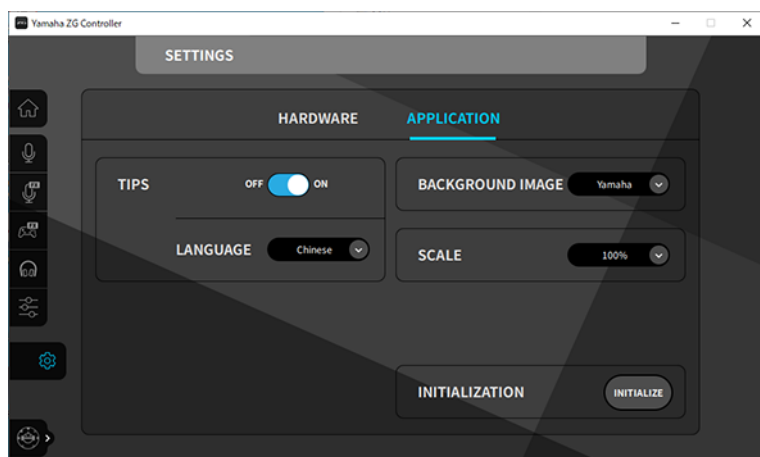 Yamaha ZG Controller
SETTINGS
HARDWARE
APPLICATION
TIPS
OFF
ON
LANGUAGE
Chinese
BACKGROUND IMAGE
Yamaha
SCALE
100%
INITIALIZATION
INITIALIZE